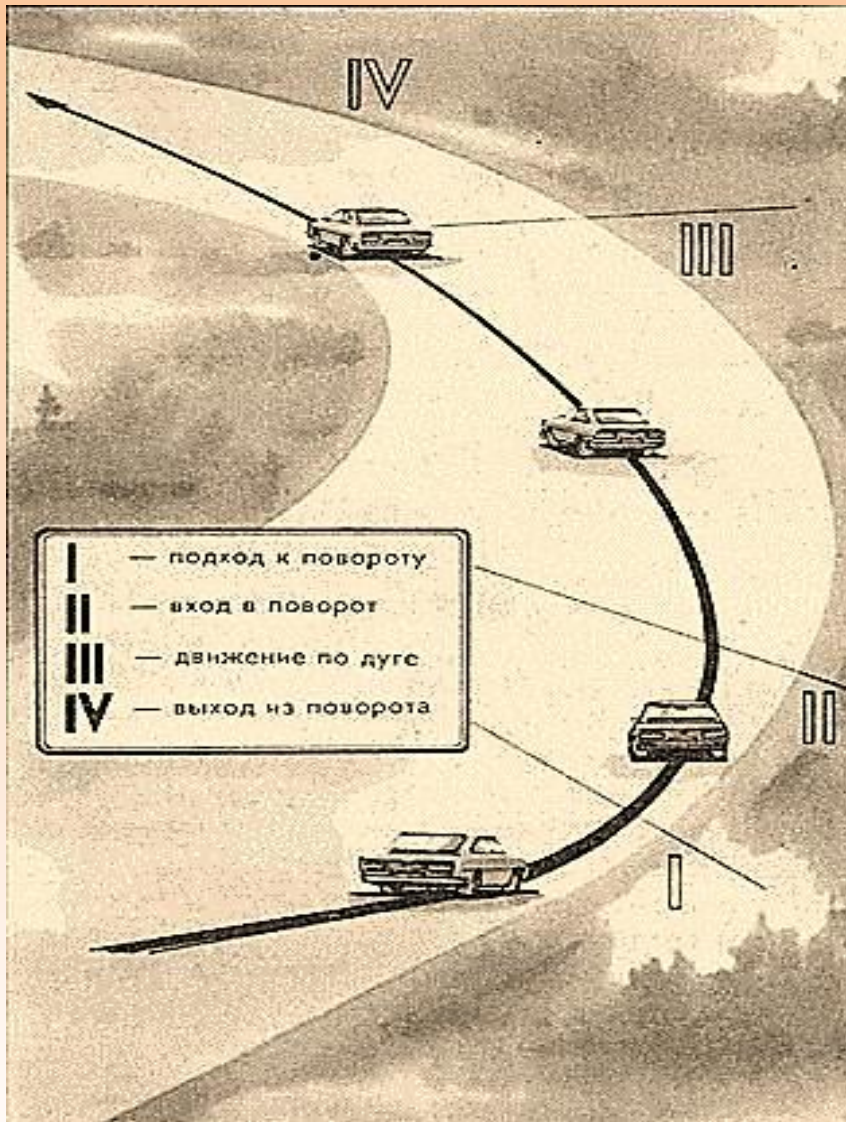 IV
III
I — подход к повороту
II — вход в поворот
III — движение по дуге
IV — выход из поворота
II
I